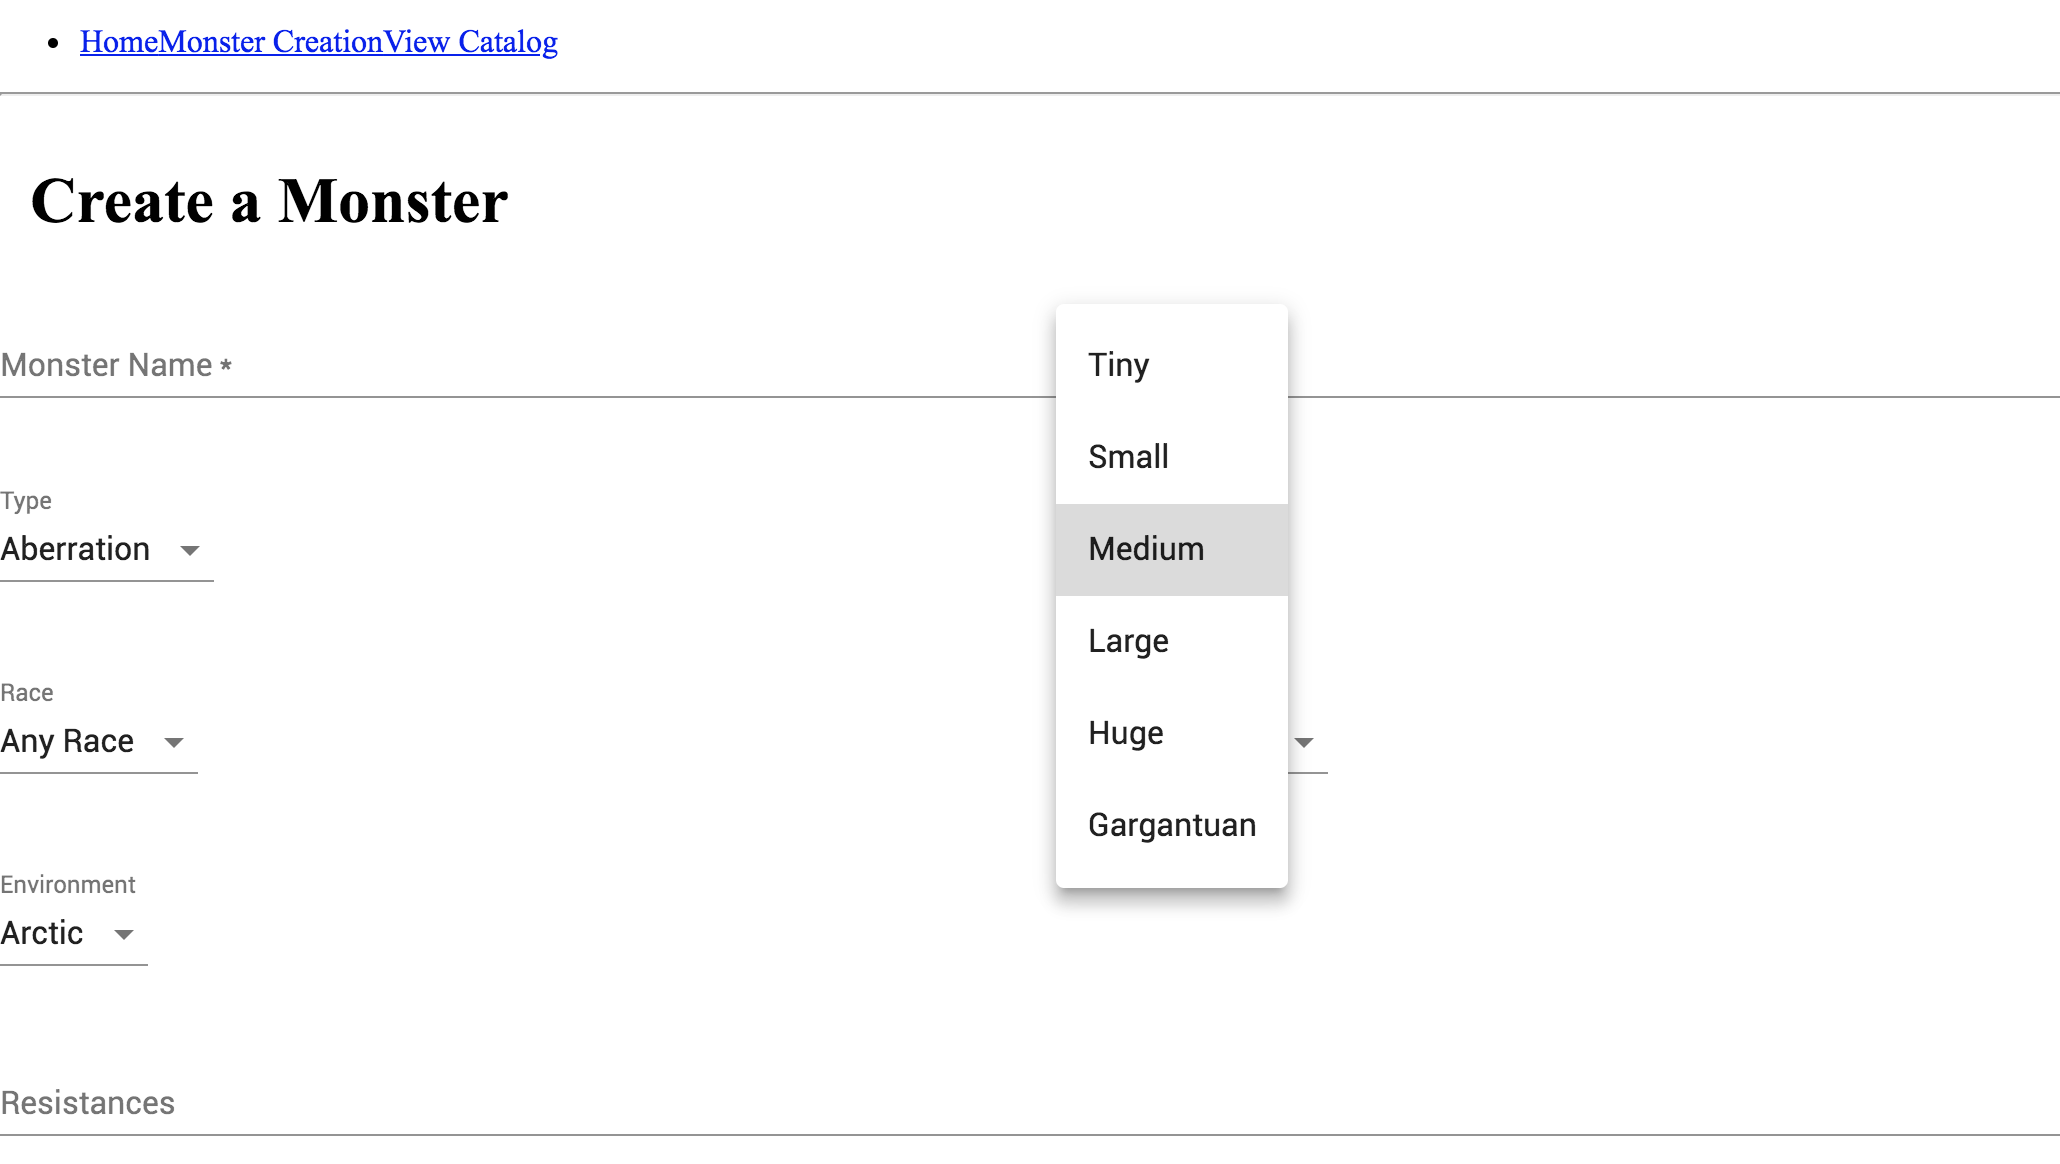 HomeMonster CreationView Catalog
Create a Monster
Monster Name *
Type
Aberration
Race
Any Race
Environment
Arctic
Tiny
Small
Medium
Large
Huge
Gargantuan
Resistances